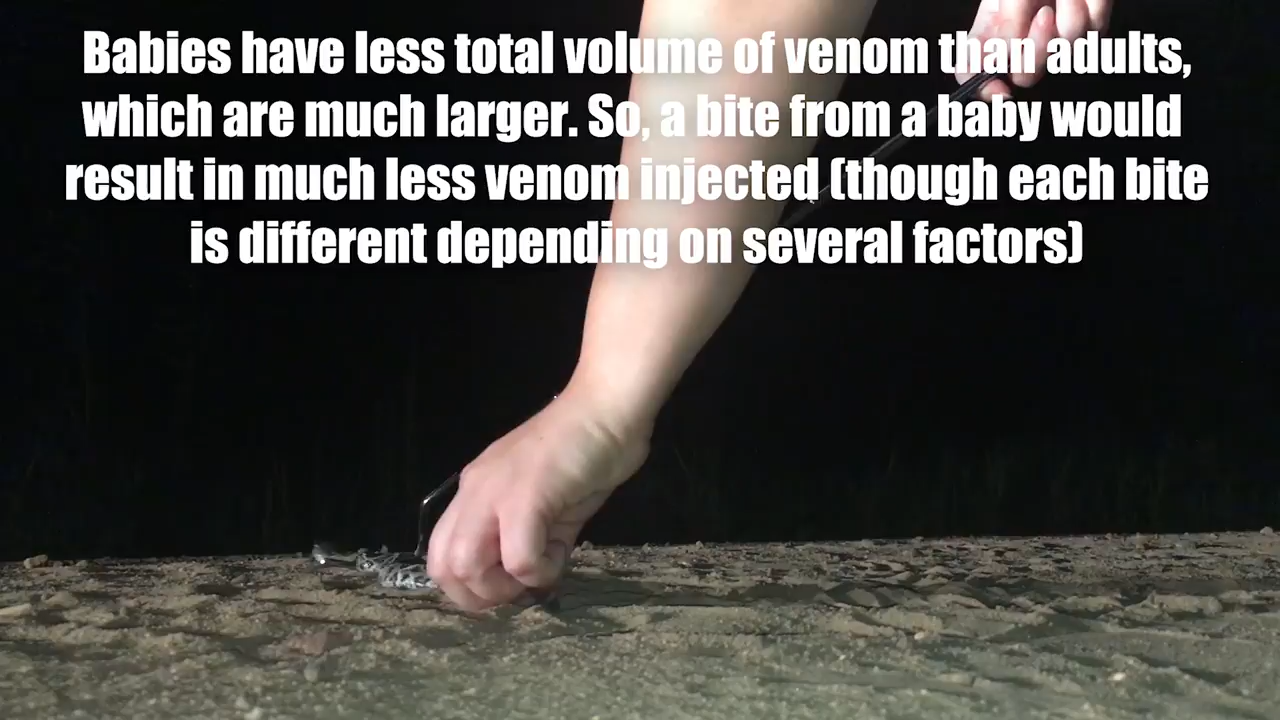 Babies have less total volume of venom than adults,
which are much larger. So, a bite from a baby would
result in much less venom injected (though each bite
is different depending on several factors)